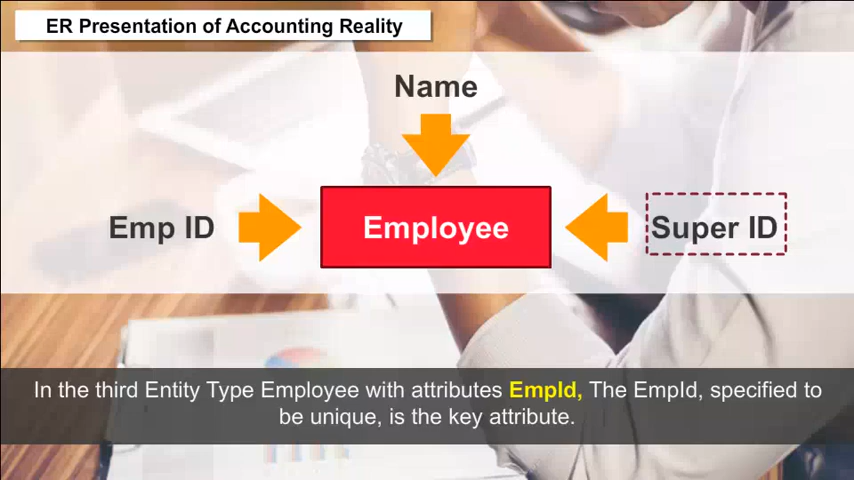 ER Presentation of Accounting Reality
Name
Emp ID
Employee
Super ID
In the third Entity Type Employee with attributes EmpId, The EmpId, specified to
be unique, is the key attribute.